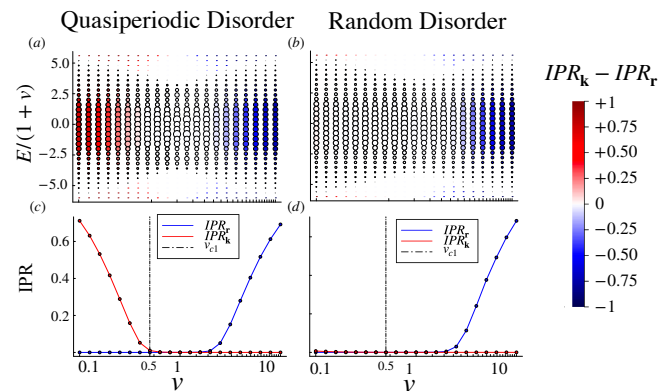 Quasiperiodic Disorder
Random Disorder
(a)
(b)
5.0
2.5
0.0
−2.5
−5.0
E/(1 + v)
IPR_k − IPR_r
+1
+0.75
+0.50
+0.25
0
−0.25
−0.50
−0.75
−1
(c)
(d)
IPR_r
IPR_k
v_c1
IPR_r
IPR_k
v_c1
0.6
0.4
0.2
IPR
0.1
0.5
1
10
0.1
0.5
1
10
v
v